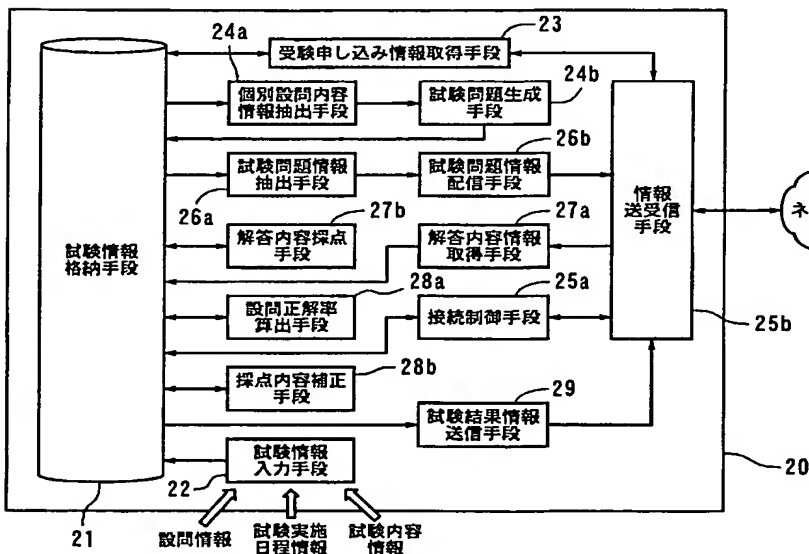 23
24a
受験申し込み情報取得手段
個別設問内容
情報抽出手段
試験問題生成
手段
24b
26b
試験問題情報
抽出手段
試験問題情報
配信手段
26a
27b
27a
情報
送受信
手段
ネ
試験情報
格納手段
解答内容採点
手段
解答内容情報
取得手段
28a
25a
設問正解率
算出手段
接続制御手段
25b
28b
採点内容補正
手段
29
試験結果情報
送信手段
試験情報
入力手段
20
22
21
設問情報
試験実施
日程情報
試験内容
情報